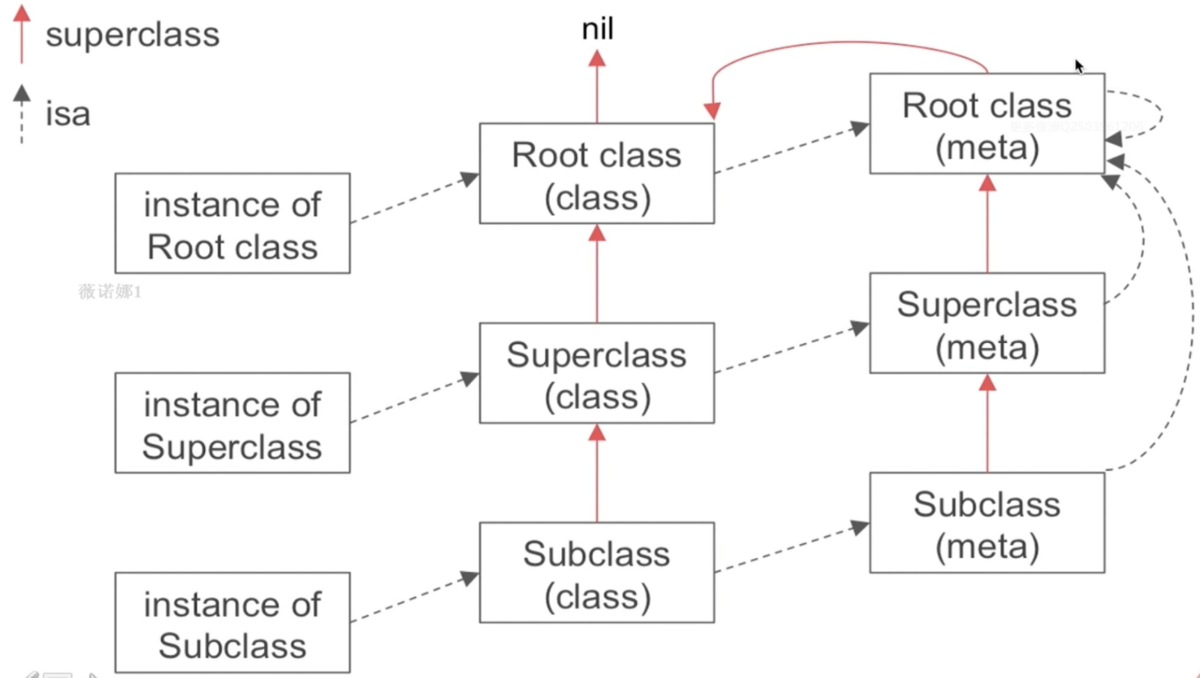 superclass
isa
nil
Root class
(meta)
Root class
(class)
instance of
Root class
薇诺娜1
Superclass
(meta)
Superclass
(class)
instance of
Superclass
Subclass
(meta)
Subclass
(class)
instance of
Subclass